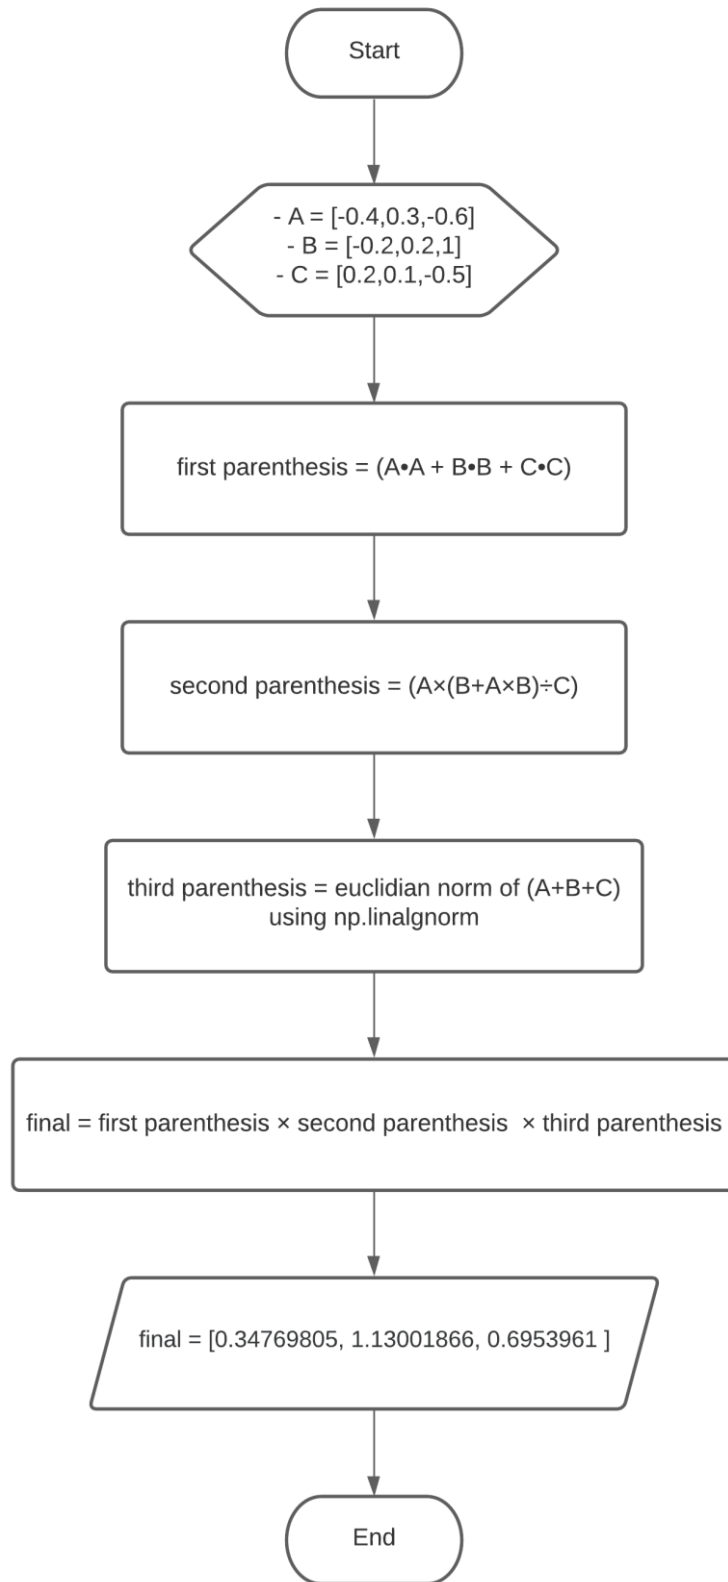 Start
- A = [-0.4,0.3,-0.6]
- B = [-0.2,0.2,1]
- C = [0.2,0.1,-0.5]
first parenthesis = (A•A + B•B + C•C)
second parenthesis = (A×(B+A×B)÷C)
third parenthesis = euclidian norm of (A+B+C)
using np.linalgnorm
final = first parenthesis × second parenthesis × third parenthesis
final = [0.34769805, 1.13001866, 0.6953961 ]
End